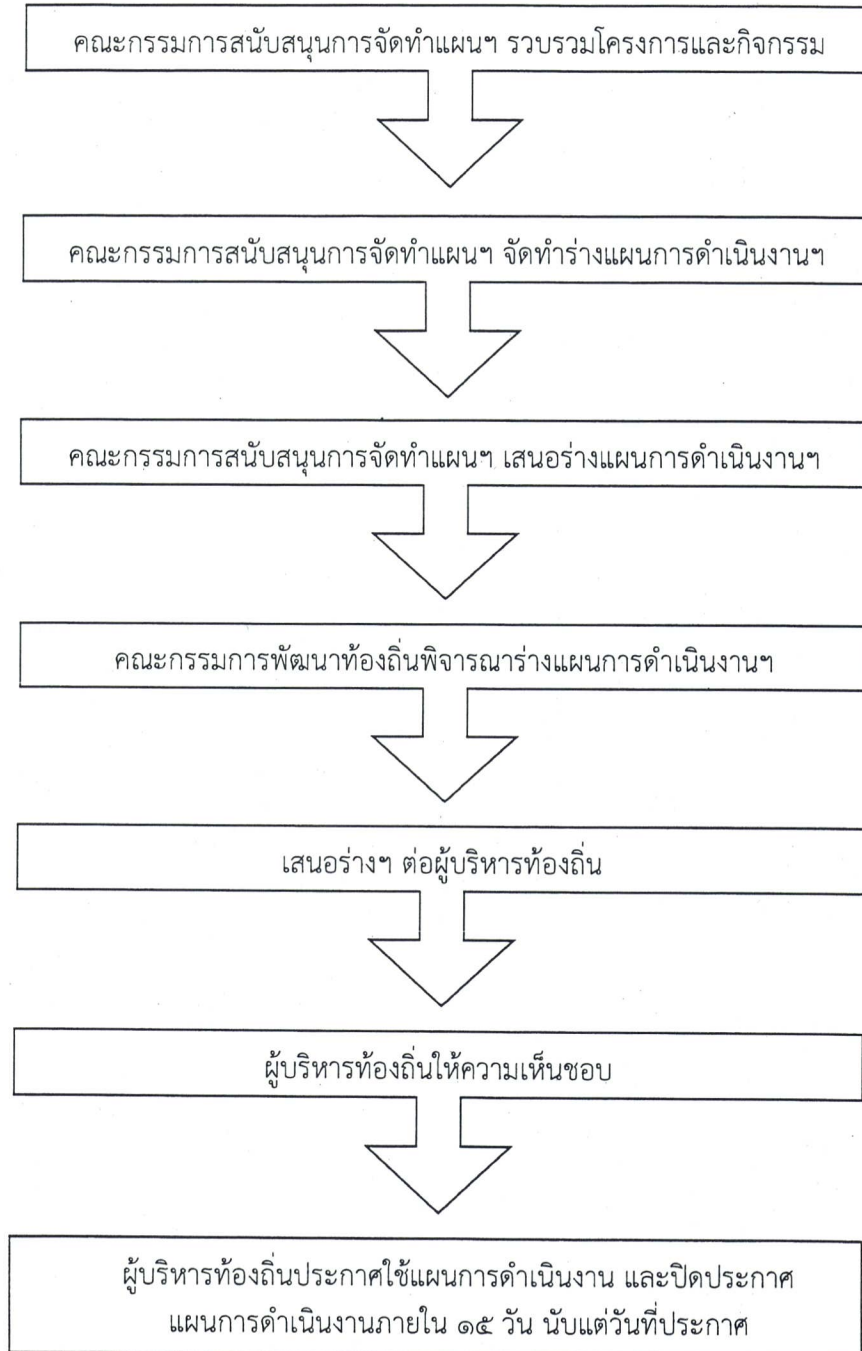 คณะกรรมการสนับสนุนการจัดทำแผนฯ รวบรวมโครงการและกิจกรรม
คณะกรรมการสนับสนุนการจัดทำแผนฯ จัดทำร่างแผนการดำเนินงานฯ
คณะกรรมการสนับสนุนการจัดทำแผนฯ เสนอร่างแผนการดำเนินงานฯ
คณะกรรมการพัฒนาท้องถิ่นพิจารณาร่างแผนการดำเนินงานฯ
เสนอร่างฯ ต่อผู้บริหารท้องถิ่น
ผู้บริหารท้องถิ่นให้ความเห็นชอบ
ผู้บริหารท้องถิ่นประกาศใช้แผนการดำเนินงาน และปิดประกาศ
แผนการดำเนินงานภายใน ๑๕ วัน นับแต่วันที่ประกาศ